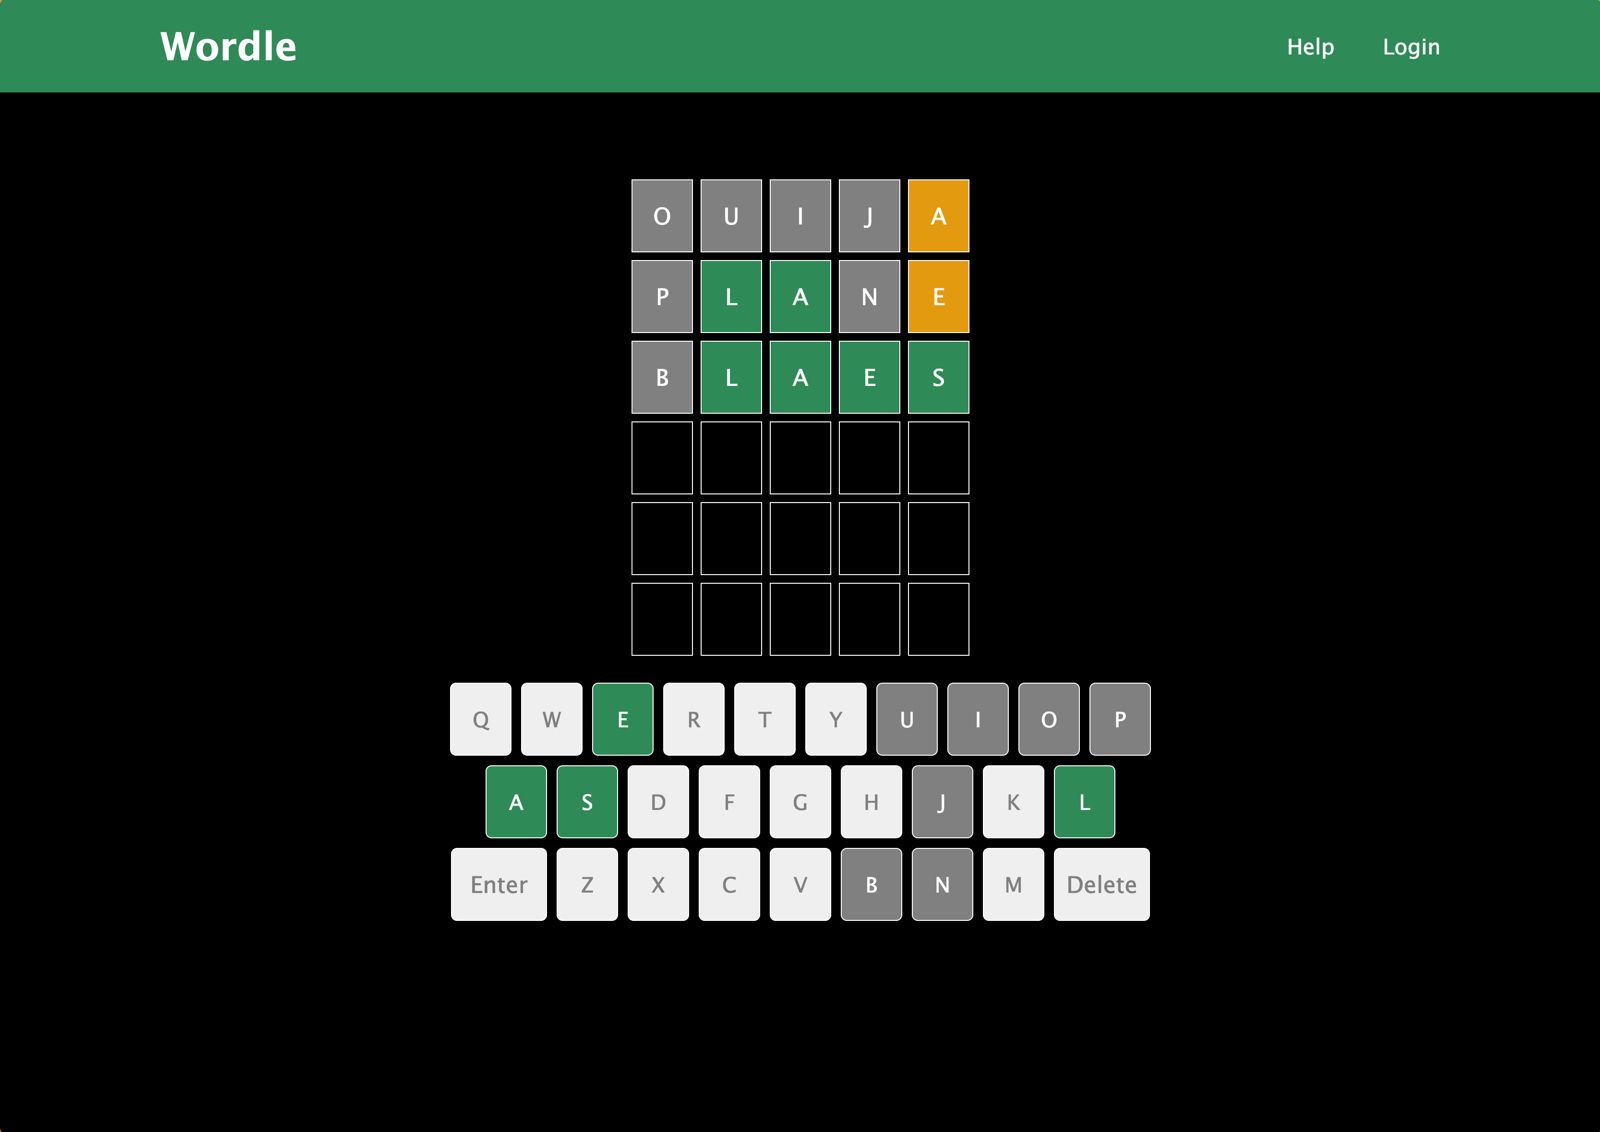 Wordle Help Login
O U I J A
P L A N E
B L A E S
Q W E R T Y U I O P
A S D F G H J K L
Enter Z X C V B N M Delete